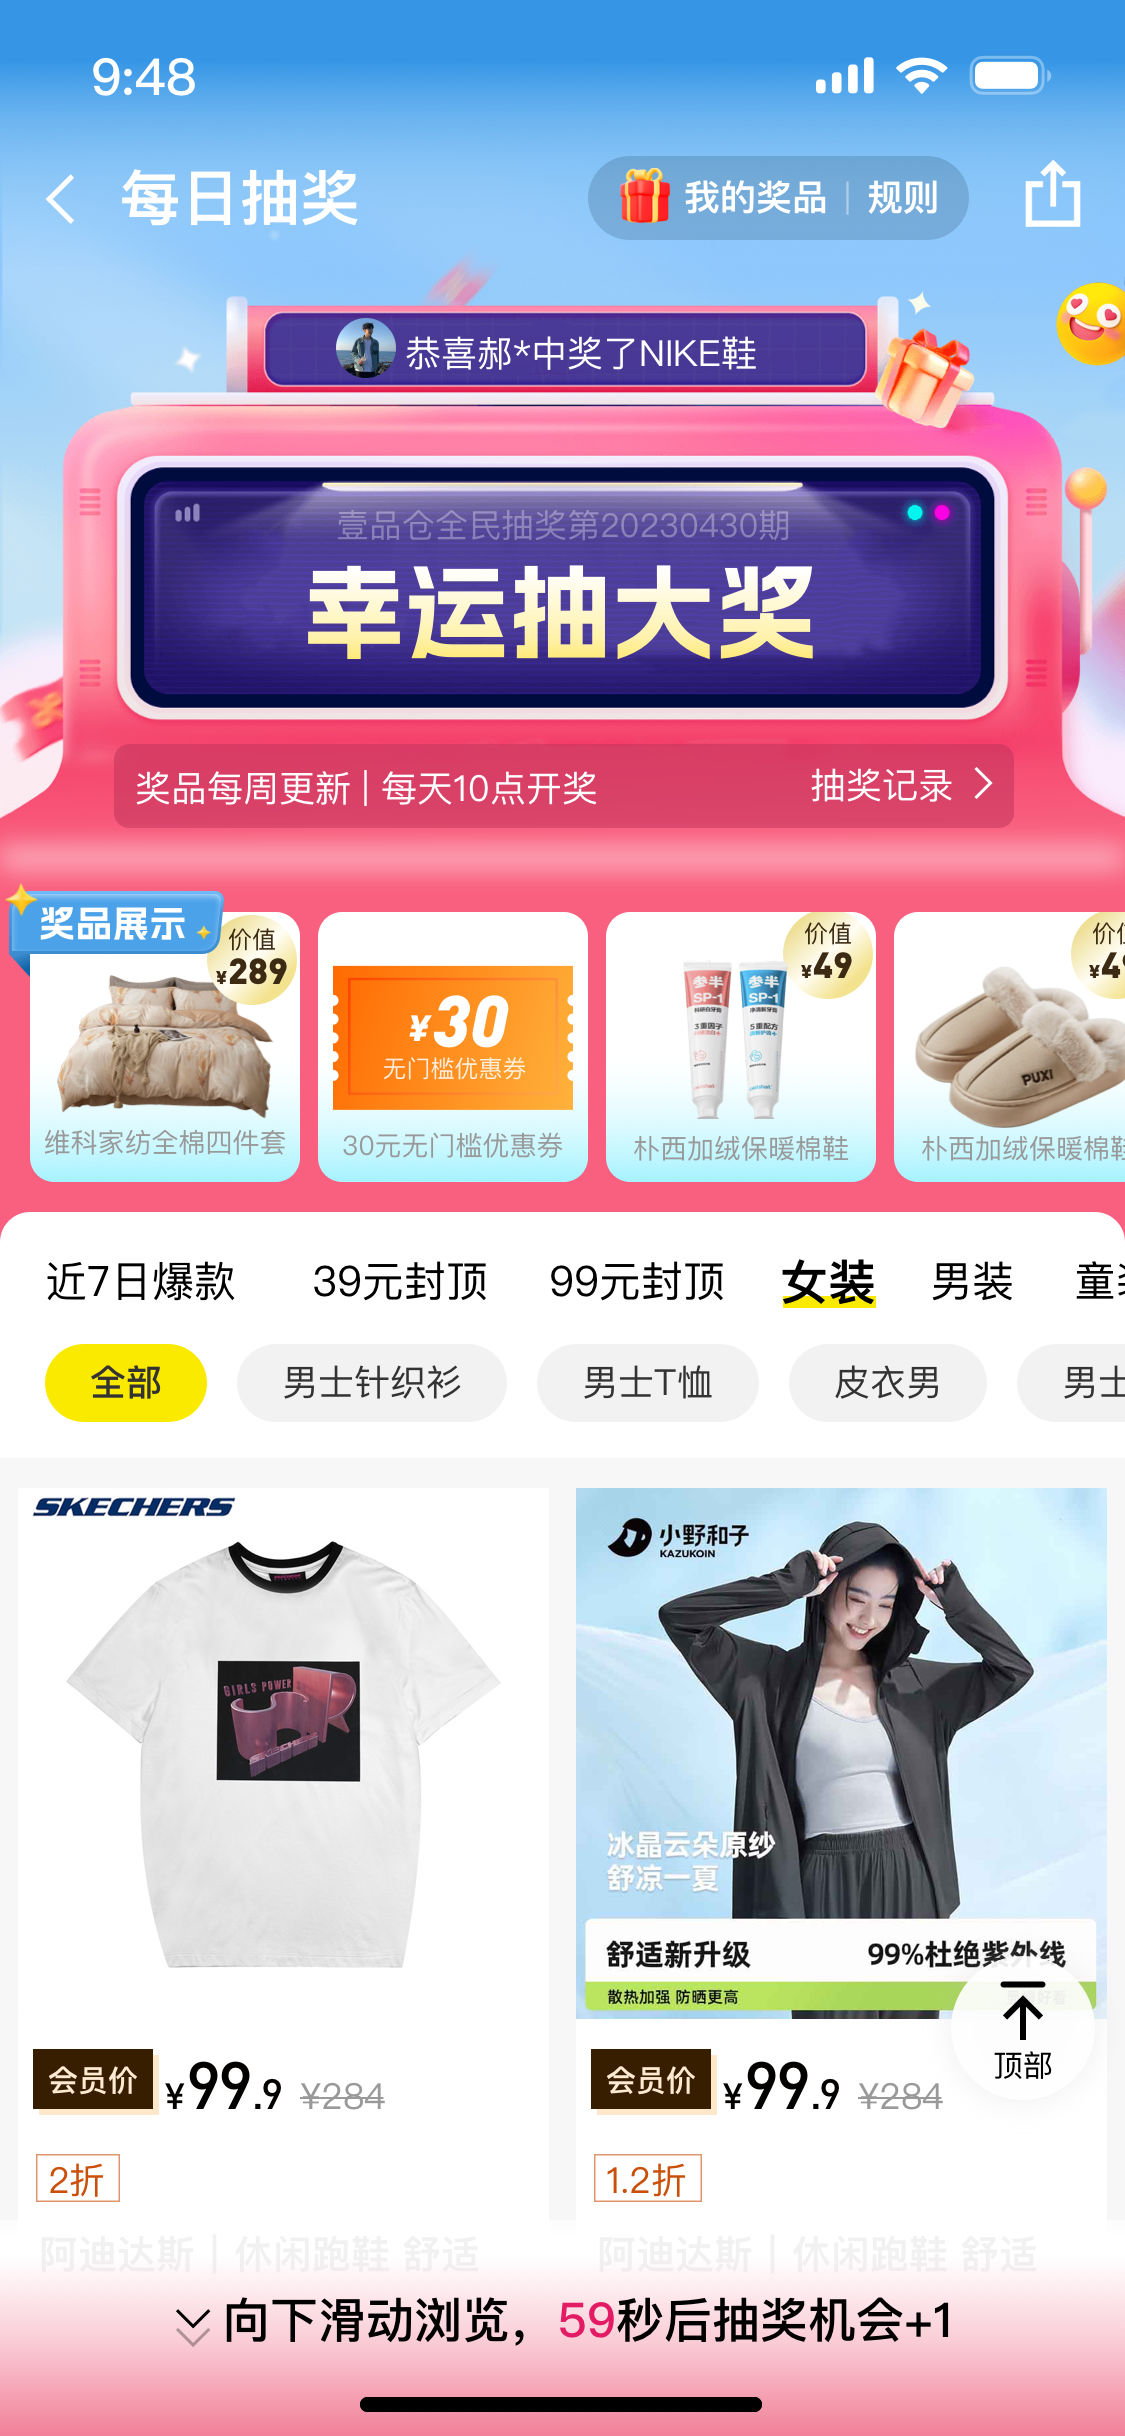 9:48
每日抽奖
我的奖品 | 规则
恭喜郝*中奖了NIKE鞋
壹品仓全民抽奖第20230430期
幸运抽大奖
奖品每周更新 | 每天10点开奖
抽奖记录
奖品展示
价值
¥289
维科家纺全棉四件套
¥30
无门槛优惠券
30元无门槛优惠券
价值
¥49
参半
SP-1
参半
SP-1
3重因子
5重配方
朴西加绒保暖棉鞋
价值
¥49
PUXI
朴西加绒保暖棉鞋
近7日爆款
39元封顶
99元封顶
女装
男装
童装
全部
男士针织衫
男士T恤
皮衣男
男士
SKECHERS
GIRLS POWER
小野和子
KAZUKOIN
冰晶云朵原纱
舒凉一夏
舒适新升级
99%杜绝紫外线
散热加强 防晒更高
顶部
会员价 ¥99.9 ¥284
2折
阿迪达斯 | 休闲跑鞋 舒适
会员价 ¥99.9 ¥284
1.2折
阿迪达斯 | 休闲跑鞋 舒适
向下滑动浏览，59秒后抽奖机会+1